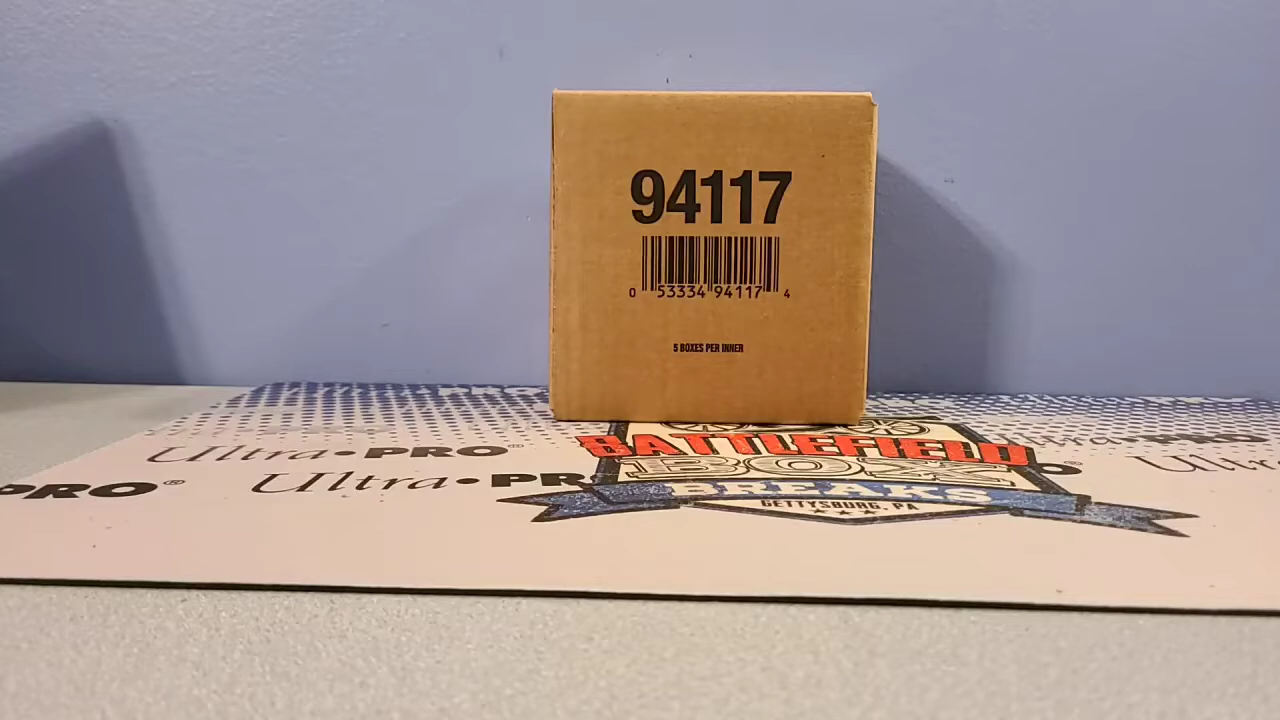 94117
0 53334 94117 4
5 BOXES PER INNER
PRO
Ultra•PRO®
Ultra•PRO
Ultra•PR
PRO®
BATTLEFIELD
BOX
BREAKS
GETTYSBURG, PA